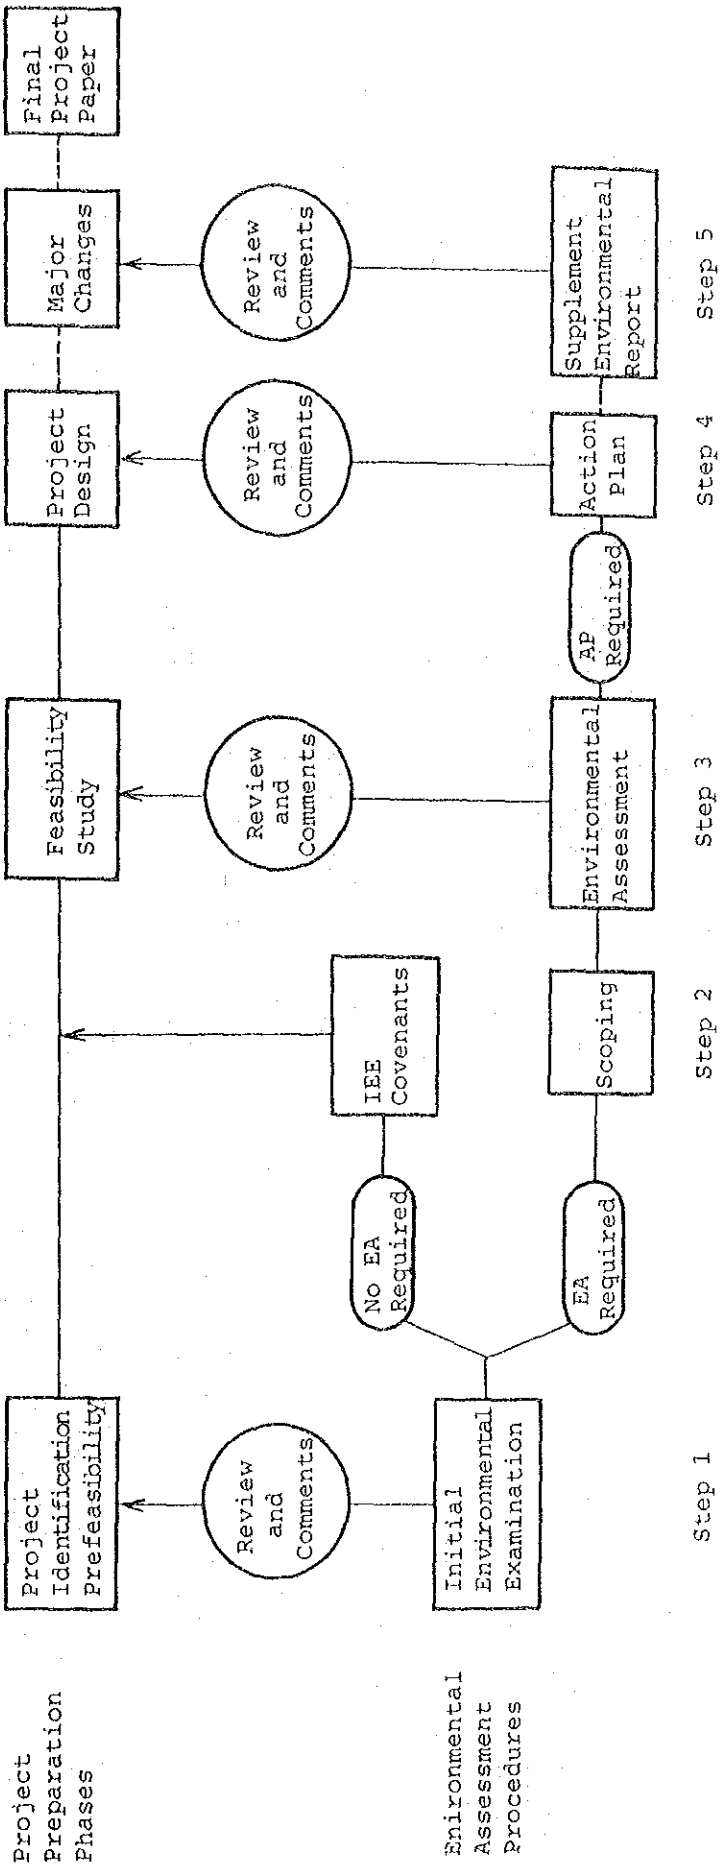 Project
Preparation
Phases
Project
Identification
Prefeasibility
Feasibility
Study
Project
Design
Major
Changes
Final
Project
Paper
Review
and
Comments
Review
and
Comments
Review
and
Comments
Review
and
Comments
No EA
Required
IEE
Covenants
Enironmental
Assessment
Procedures
Initial
Environmental
Examination
EA
Required
Scoping
Environmental
Assessment
AP
Required
Action
Plan
Supplement
Environmental
Report
Step 1
Step 2
Step 3
Step 4
Step 5